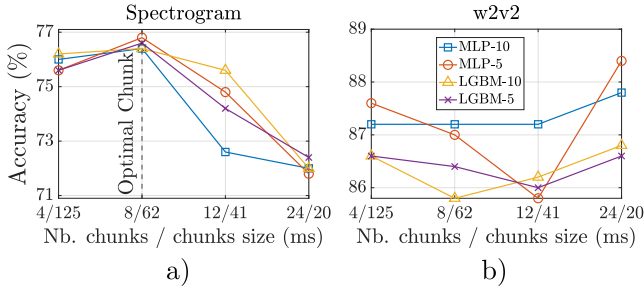 Spectrogram
77
75
73
71
Accuracy (%)
Optimal Chunk
4/125 8/62 12/41 24/20
Nb. chunks / chunks size (ms)
a)
w2v2
89
88
87
86
MLP-10
MLP-5
LGBM-10
LGBM-5
4/125 8/62 12/41 24/20
Nb. chunks / chunks size (ms)
b)